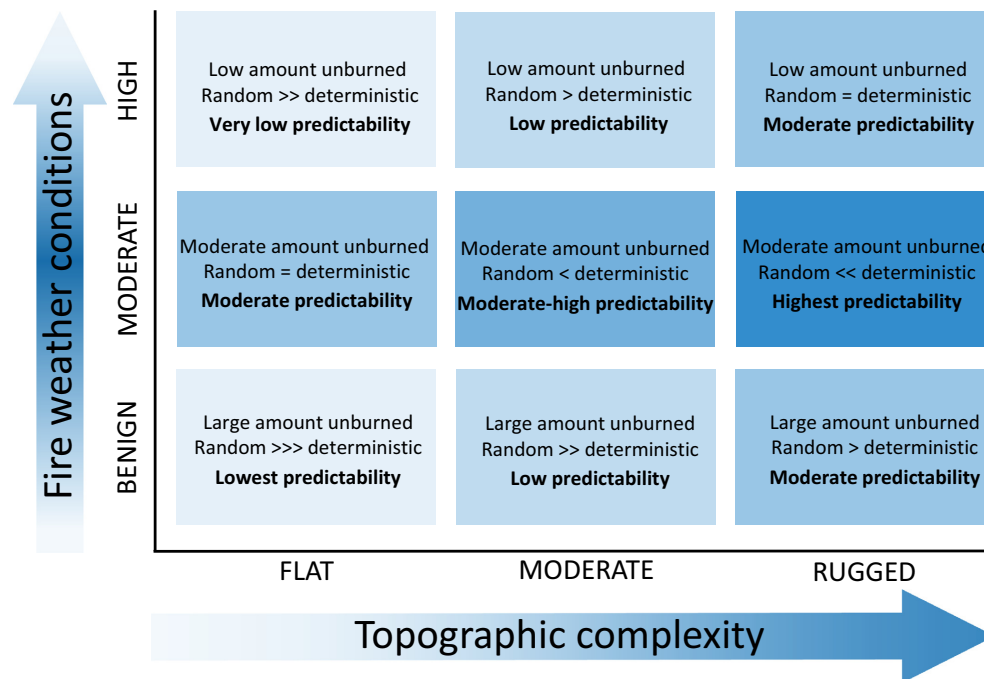 Fire weather conditions
HIGH
Low amount unburned
Random >> deterministic
Very low predictability
Low amount unburned
Random > deterministic
Low predictability
Low amount unburned
Random = deterministic
Moderate predictability
MODERATE
Moderate amount unburned
Random = deterministic
Moderate predictability
Moderate amount unburned
Random < deterministic
Moderate-high predictability
Moderate amount unburned
Random << deterministic
Highest predictability
BENIGN
Large amount unburned
Random >>> deterministic
Lowest predictability
Large amount unburned
Random >> deterministic
Low predictability
Large amount unburned
Random > deterministic
Moderate predictability
FLAT
MODERATE
RUGGED
Topographic complexity